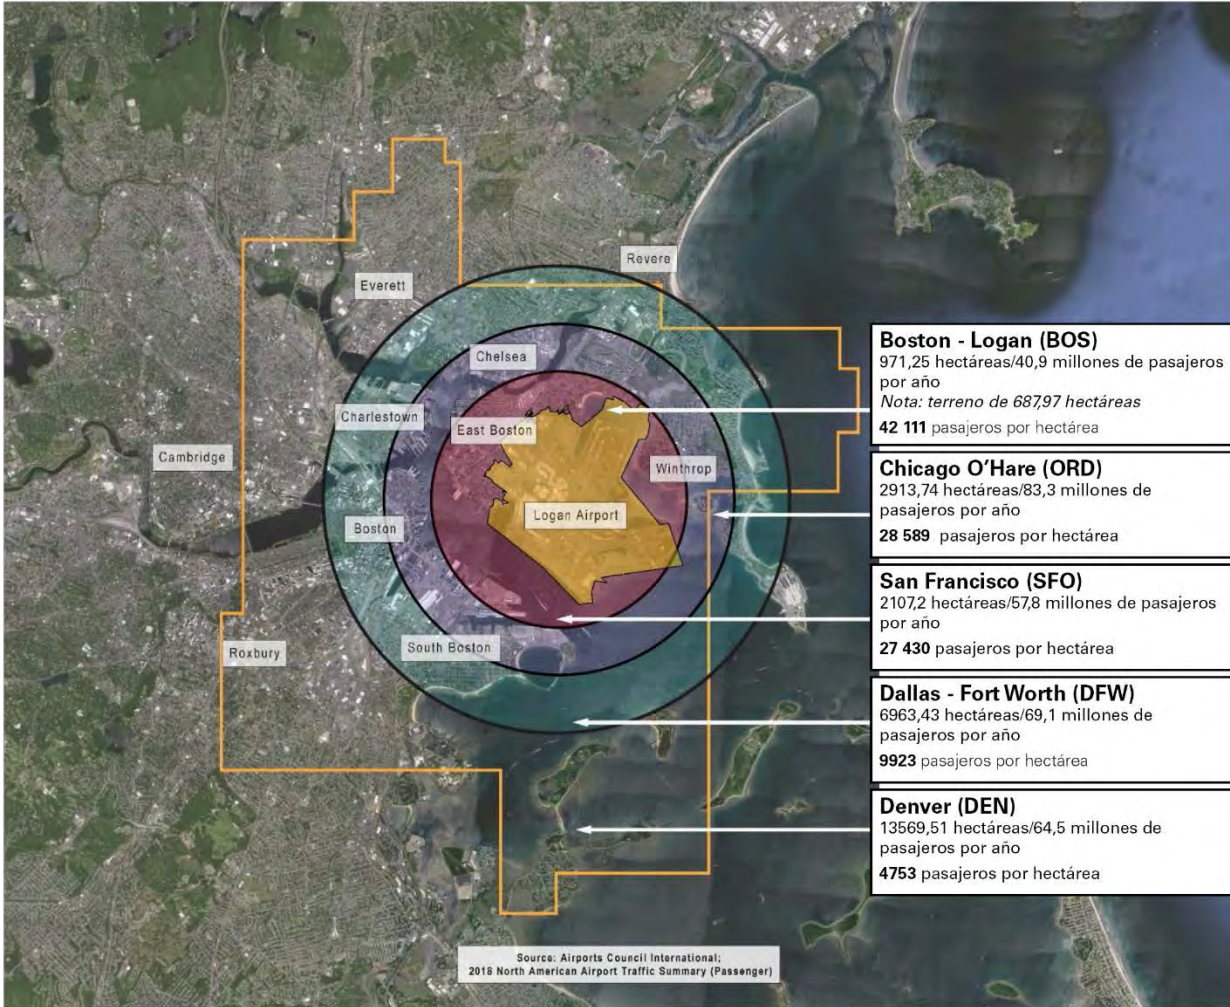 Revere
Everett
Chelsea
Charlestown
East Boston
Cambridge
Winthrop
Logan Airport
Boston
Roxbury
South Boston
Boston - Logan (BOS)
971,25 hectáreas/40,9 millones de pasajeros
por año
Nota: terreno de 687,97 hectáreas
42 111 pasajeros por hectárea
Chicago O'Hare (ORD)
2913,74 hectáreas/83,3 millones de
pasajeros por año
28 589 pasajeros por hectárea
San Francisco (SFO)
2107,2 hectáreas/57,8 millones de pasajeros
por año
27 430 pasajeros por hectárea
Dallas - Fort Worth (DFW)
6963,43 hectáreas/69,1 millones de
pasajeros por año
9923 pasajeros por hectárea
Denver (DEN)
13569,51 hectáreas/64,5 millones de
pasajeros por año
4753 pasajeros por hectárea
Source: Airports Council International;
2018 North American Airport Traffic Summary (Passenger)